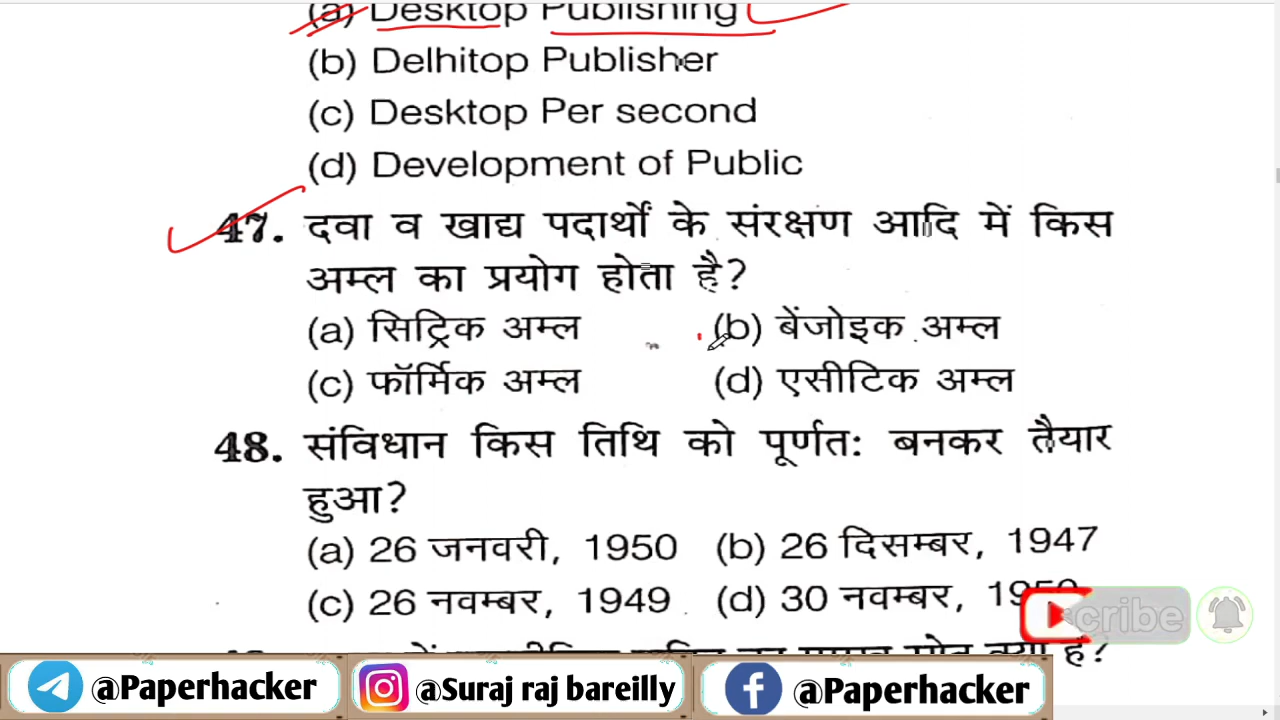 (a) Desktop Publishing
(b) Delhitop Publisher
(c) Desktop Per second
(d) Development of Public
47. दवा व खाद्य पदार्थों के संरक्षण आदि में किस
अम्ल का प्रयोग होता है?
(a) सिट्रिक अम्ल (b) बेंजोइक अम्ल
(c) फॉर्मिक अम्ल (d) एसीटिक अम्ल
48. संविधान किस तिथि को पूर्णत: बनकर तैयार
हुआ?
(a) 26 जनवरी, 1950 (b) 26 दिसम्बर, 1947
(c) 26 नवम्बर, 1949 (d) 30 नवम्बर,
cribe
क्या है?
@Paperhacker @Suraj raj bareilly @Paperhacker